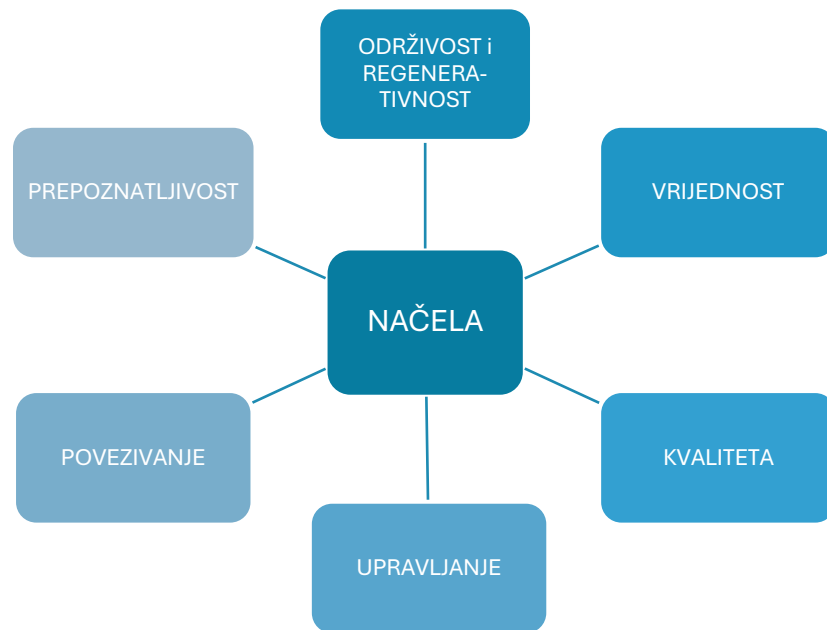 ODRŽIVOST i
REGENERA-
TIVNOST
PREPOZNATLJIVOST
VRIJEDNOST
NAČELA
POVEZIVANJE
KVALITETA
UPRAVLJANJE